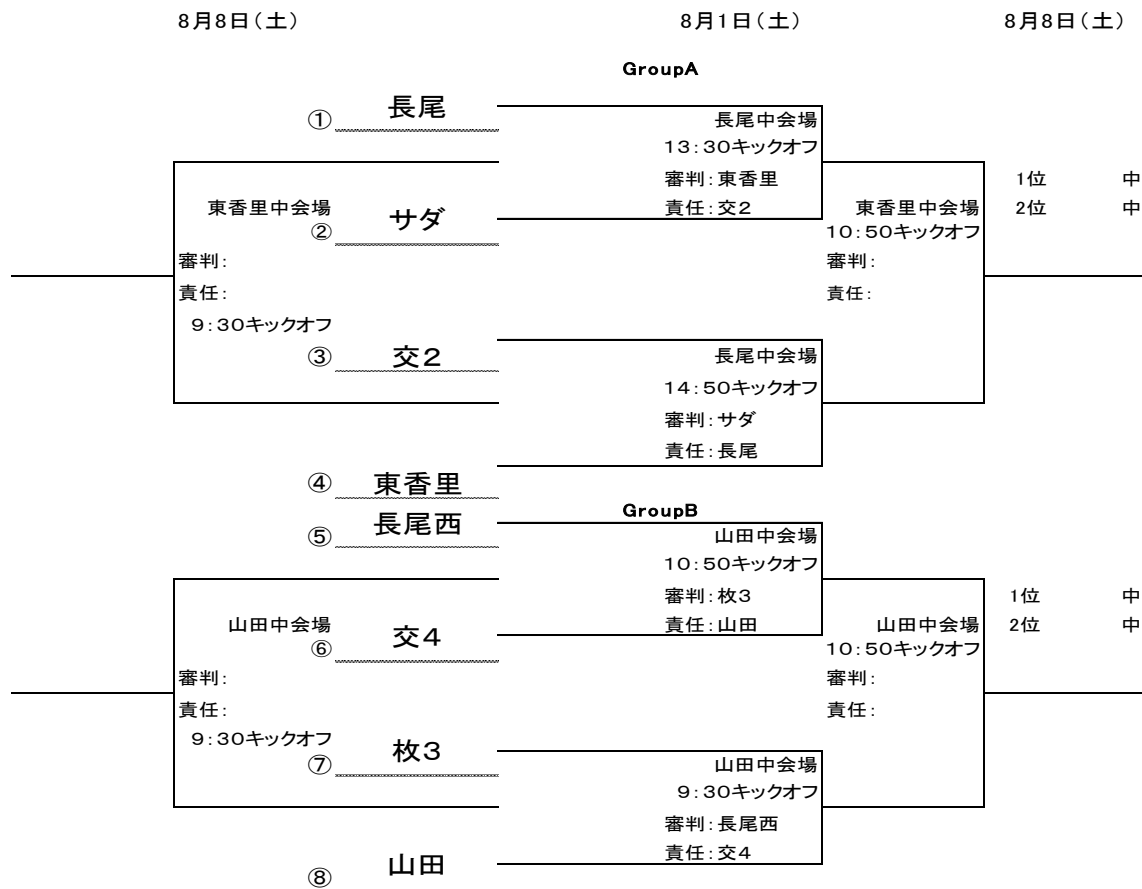 8月8日(土)
8月1日(土)
8月8日(土)
GroupA
① 長尾
長尾中会場
13:30キックオフ
審判:東香里
責任:交2
② サダ
東香里中会場
審判:
責任:
9:30キックオフ
東香里中会場
10:50キックオフ
審判:
責任:
1位 中
2位 中
③ 交2
長尾中会場
14:50キックオフ
審判:サダ
責任:長尾
④ 東香里
GroupB
⑤ 長尾西
山田中会場
10:50キックオフ
審判:枚3
責任:山田
⑥ 交4
山田中会場
審判:
責任:
9:30キックオフ
山田中会場
10:50キックオフ
審判:
責任:
1位 中
2位 中
⑦ 枚3
山田中会場
9:30キックオフ
審判:長尾西
責任:交4
⑧ 山田